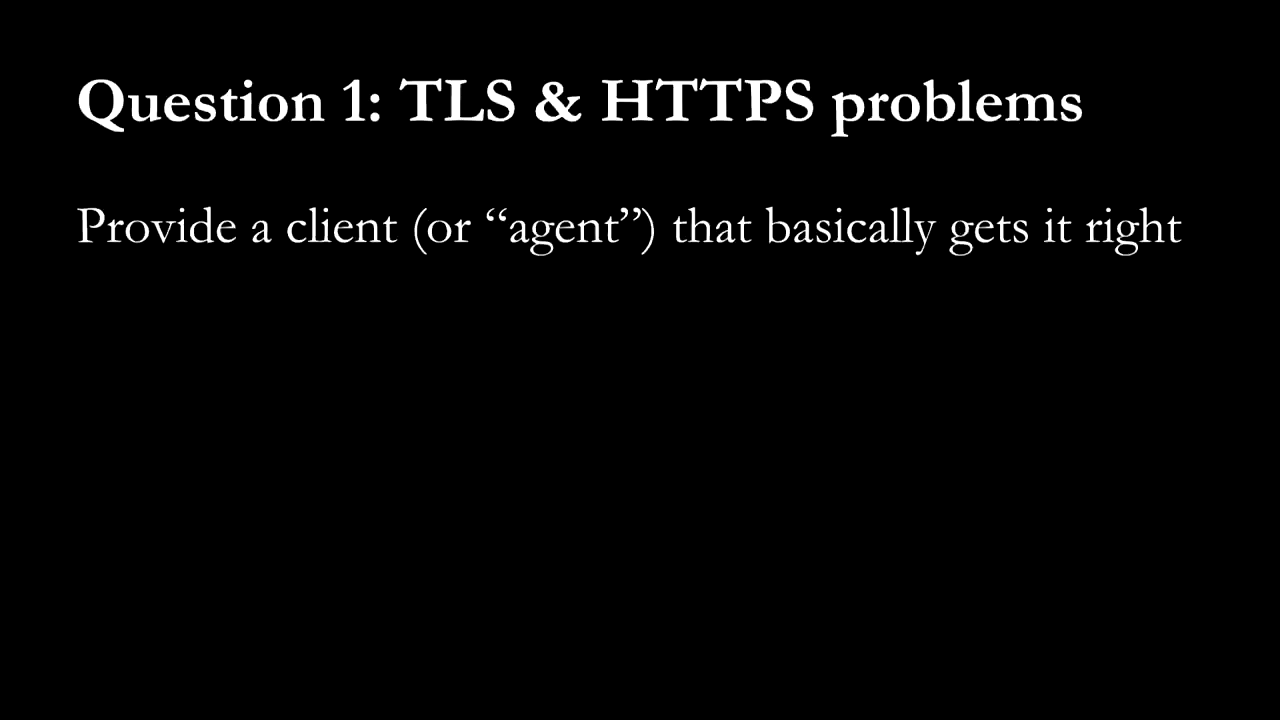 Question 1: TLS & HTTPS problems
Provide a client (or “agent”) that basically gets it right